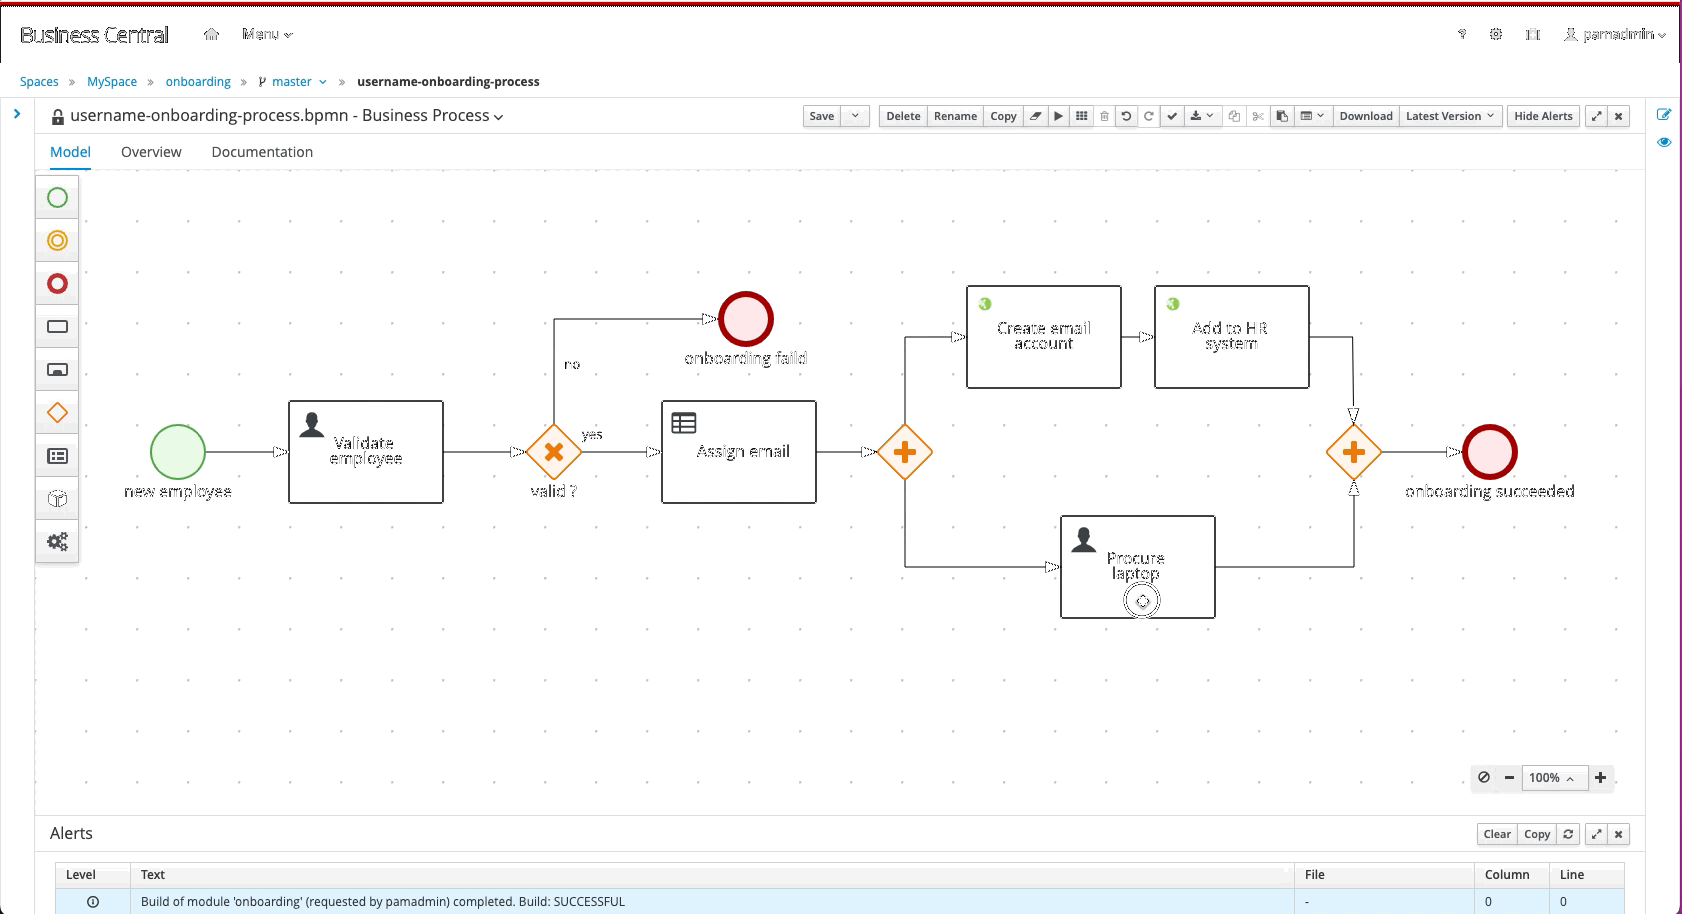 Business Central
Menu
?
pamadmin
Spaces » MySpace » onboarding » master » username-onboarding-process
username-onboarding-process.bpmn - Business Process
Save
Delete
Rename
Copy
Download
Latest Version
Hide Alerts
Model
Overview
Documentation
onboarding faild
no
Create email
account
Add to HR
system
Validate
employee
yes
Assign email
new employee
valid ?
onboarding succeeded
Procure
laptop
100%
Alerts
Clear
Copy
Level
Text
File
Column
Line
Build of module 'onboarding' (requested by pamadmin) completed. Build: SUCCESSFUL
-
0
0